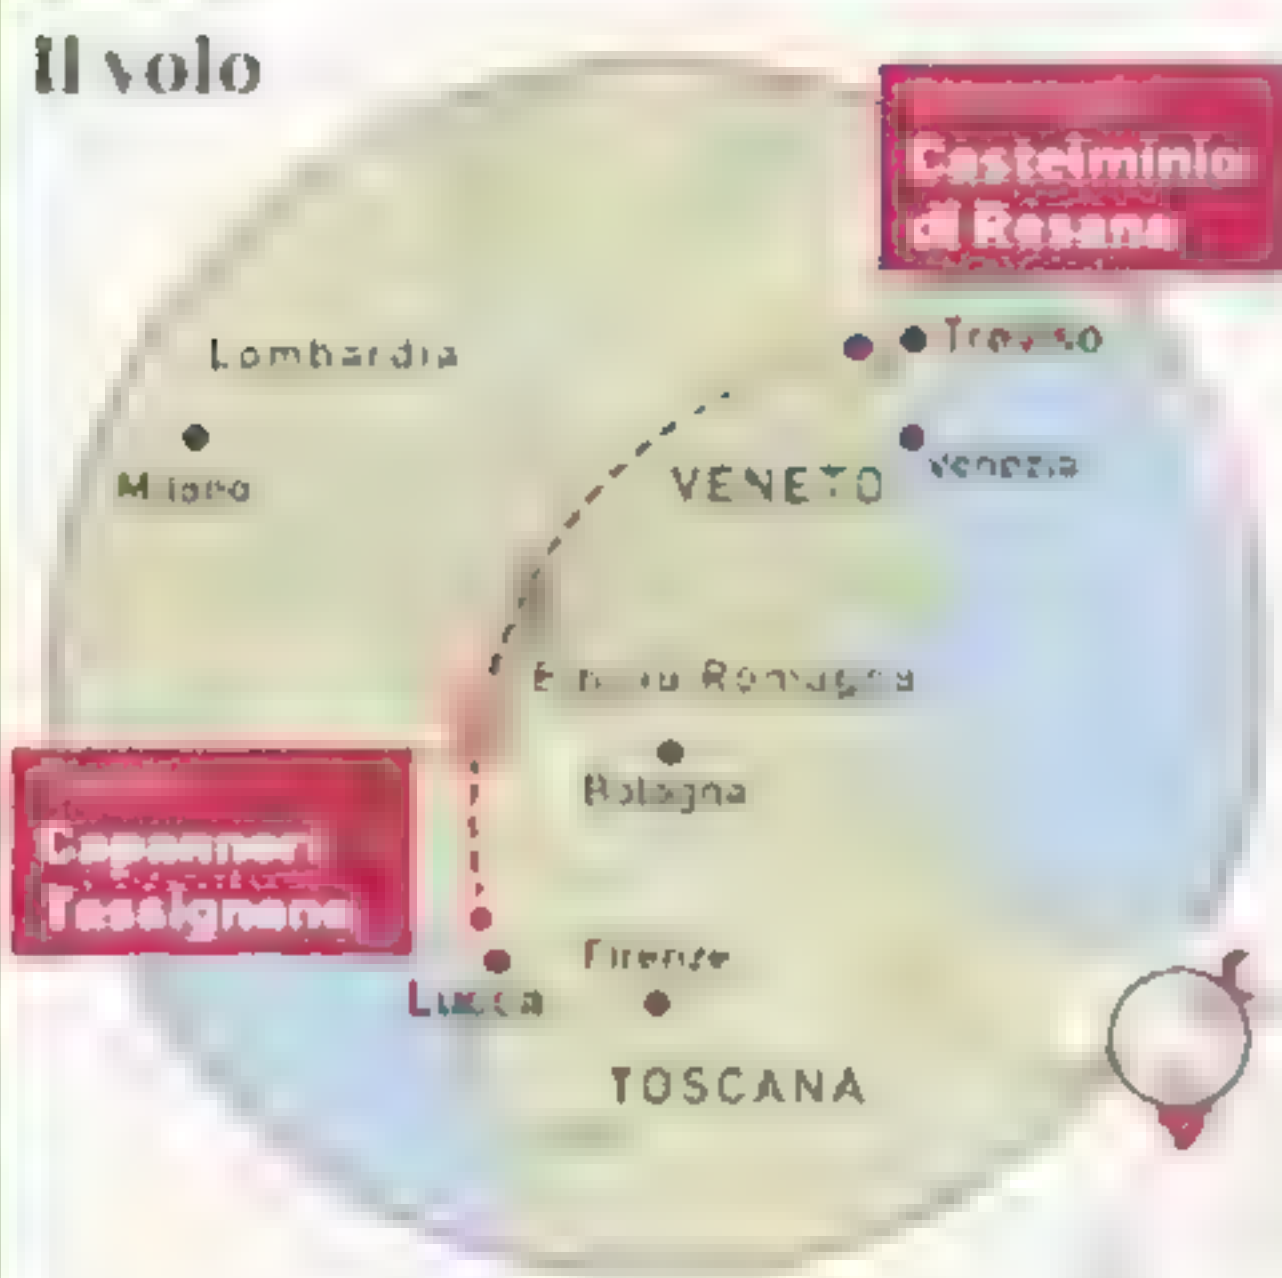 Il volo
Castelminio
di Resana
Lombardia
Treviso
Milano
VENETO
Venezia
Emilia Romagna
Bologna
Capannori
Tassignano
Firenze
Lucca
TOSCANA